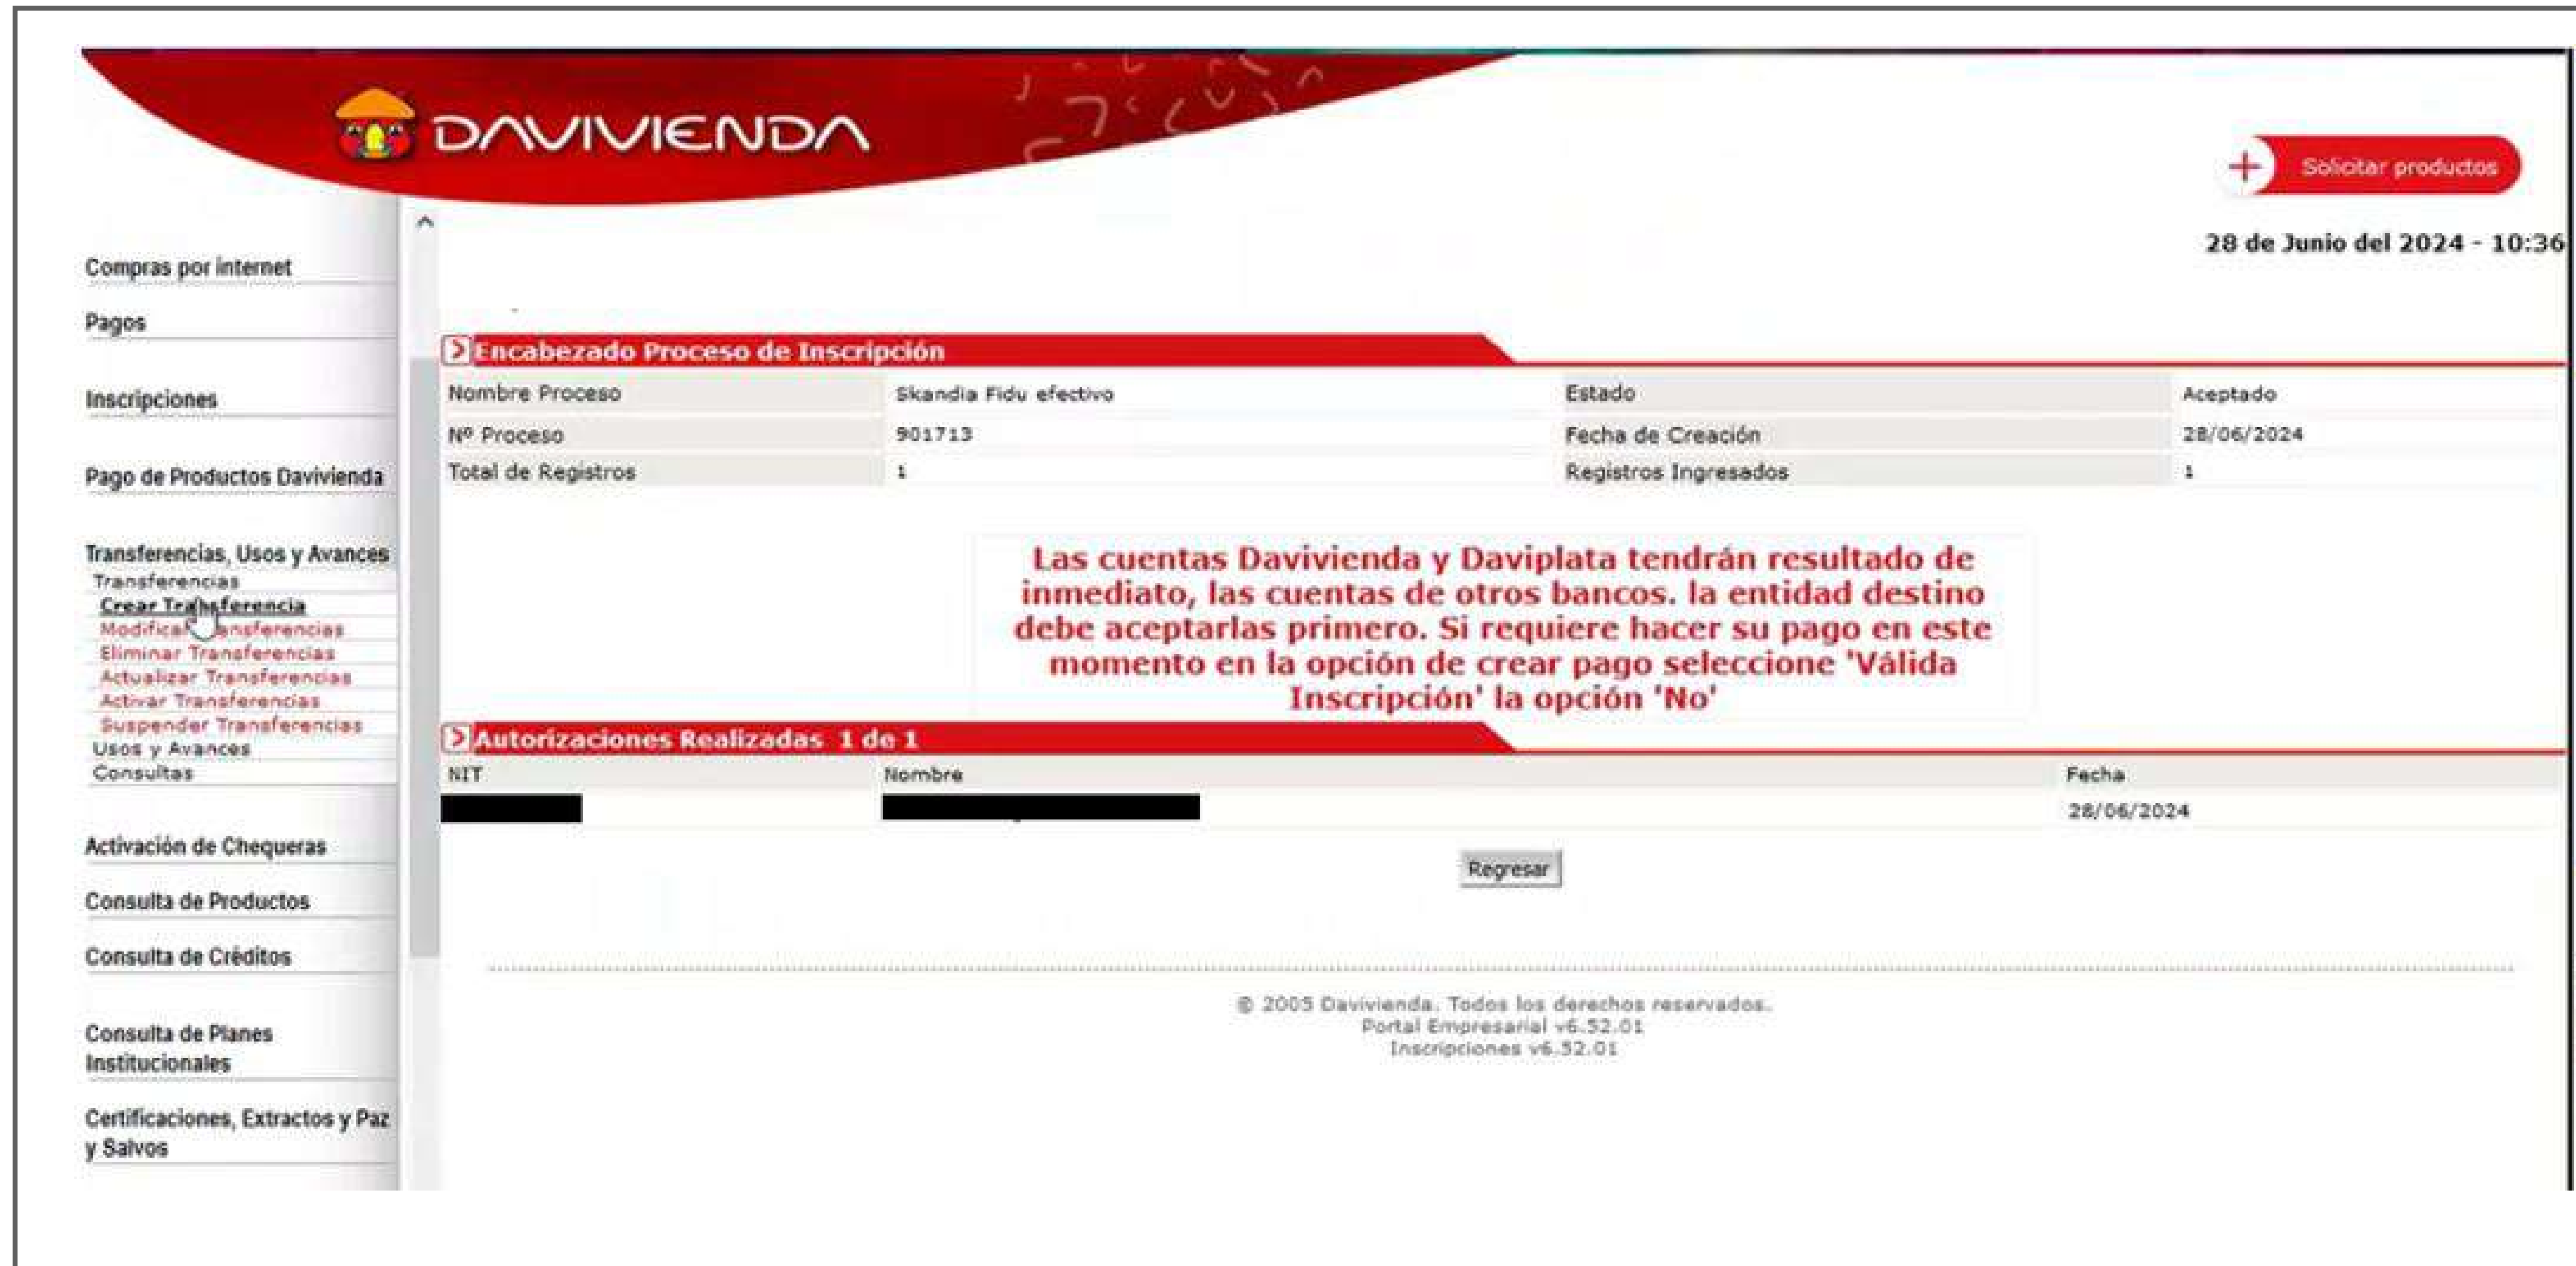 DAVIVIENDA
Solicitar productos
28 de Junio del 2024 - 10:36
Compras por internet
Pagos
Inscripciones
Pago de Productos Davivienda
Transferencias, Usos y Avances
Transferencias
Crear Transferencia
Modificar Transferencias
Eliminar Transferencias
Actualizar Transferencias
Activar Transferencias
Suspender Transferencias
Usos y Avances
Consultas
Activación de Chequeras
Consulta de Productos
Consulta de Créditos
Consulta de Planes
Institucionales
Certificaciones, Extractos y Paz
y Salvos
Encabezado Proceso de Inscripción
Nombre Proceso Skandia Fidu efectivo Estado Aceptado
Nº Proceso 901713 Fecha de Creación 28/06/2024
Total de Registros 1 Registros Ingresados 1
Las cuentas Davivienda y Daviplata tendrán resultado de
inmediato, las cuentas de otros bancos. la entidad destino
debe aceptarlas primero. Si requiere hacer su pago en este
momento en la opción de crear pago seleccione 'Válida
Inscripción' la opción 'No'
Autorizaciones Realizadas 1 de 1
NIT Nombre Fecha
28/06/2024
Regresar
© 2005 Davivienda. Todos los derechos reservados.
Portal Empresarial v6.52.01
Inscripciones v6.52.01